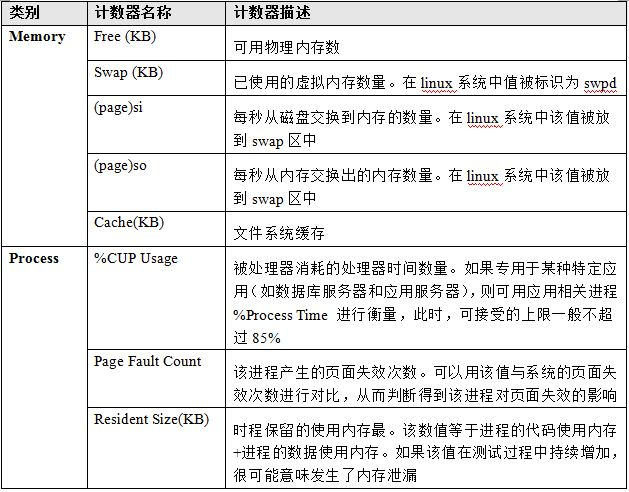 类别 计数器名称 计数器描述
Memory Free (KB) 可用物理内存数
Swap (KB) 已使用的虚拟内存数量。在 linux 系统中值被标识为 swpd
(page)si 每秒从磁盘交换到内存的数量。在 linux 系统中该值被放
到 swap 区中
(page)so 每秒从内存交换出的内存数量。在 linux 系统中该值被放
到 swap 区中
Cache(KB) 文件系统缓存
Process %CUP Usage 被处理器消耗的处理器时间数量。如果专用于某种特定应
用（如数据库服务器和应用服务器），则可用应用相关进程
%Process Time 进行衡量，此时，可接受的上限一般不超
过 85%
Page Fault Count 该进程产生的页面失效次数。可以用该值与系统的页面失
效次数进行对比，从而判断得到该进程对页面失效的影响
Resident Size(KB) 时程保留的使用内存最。该数值等于进程的代码使用内存
+进程的数据使用内存。如果该值在测试过程中持续增加，
很可能意味发生了内存泄漏